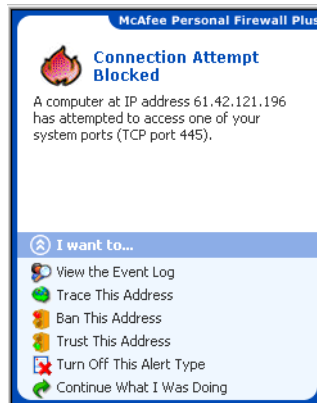 McAfee Personal Firewall Plus
Connection Attempt
Blocked
A computer at IP address 61.42.121.196
has attempted to access one of your
system ports (TCP port 445).
I want to...
View the Event Log
Trace This Address
Ban This Address
Trust This Address
Turn Off This Alert Type
Continue What I Was Doing